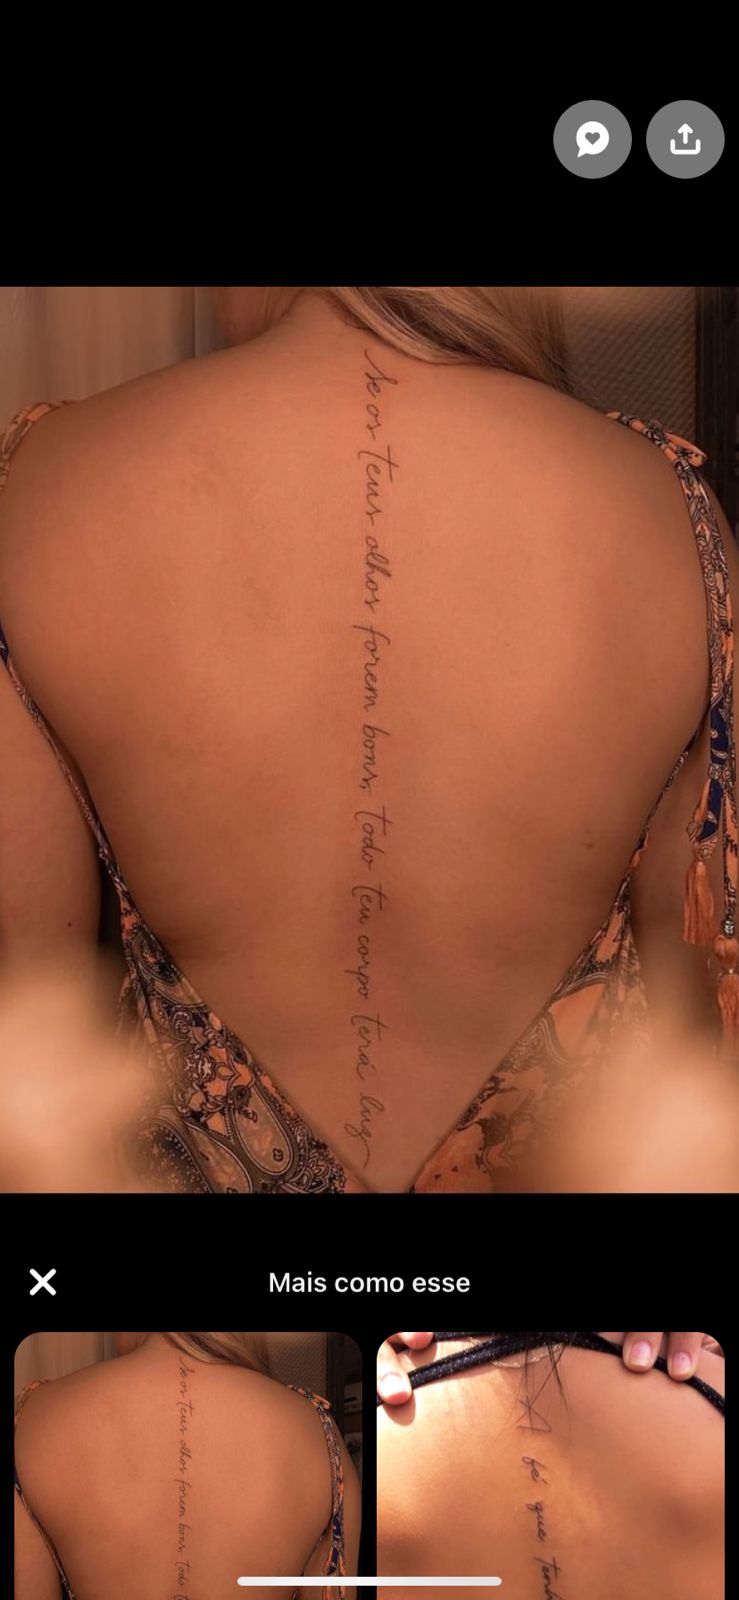 se os teus olhos forem bons, todo teu corpo terá luz
Mais como esse
se os teus olhos forem bons, todo
A fé que